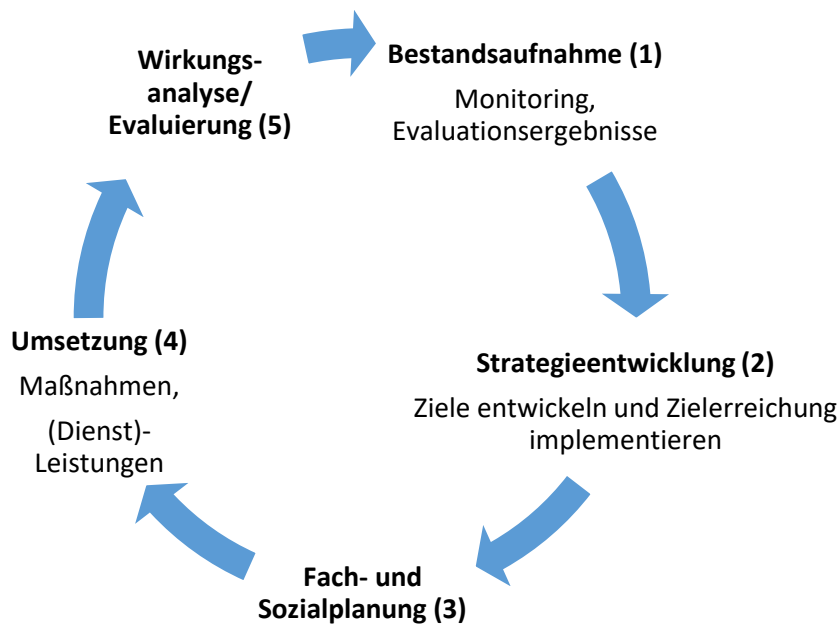 Bestandsaufnahme (1)
Monitoring,
Evaluationsergebnisse
Strategieentwicklung (2)
Ziele entwickeln und Zielerreichung
implementieren
Fach- und
Sozialplanung (3)
Umsetzung (4)
Maßnahmen,
(Dienst)-
Leistungen
Wirkungs-
analyse/
Evaluierung (5)